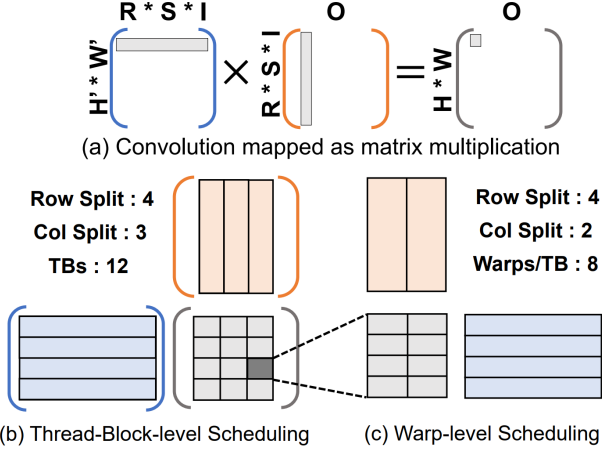 R * S * I
O
O
H' * W'
R * S * I
H * W
(a) Convolution mapped as matrix multiplication
Row Split : 4
Col Split : 3
TBs : 12
Row Split : 4
Col Split : 2
Warps/TB : 8
(b) Thread-Block-level Scheduling
(c) Warp-level Scheduling